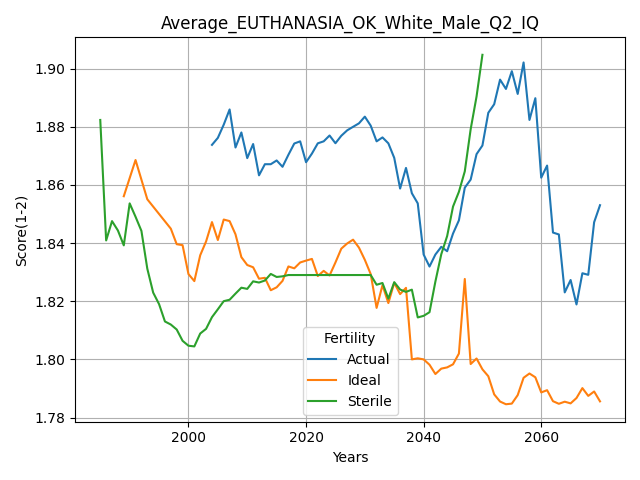 Average_EUTHANASIA_OK_White_Male_Q2_IQ
Score(1-2)
1.90
1.88
1.86
1.84
1.82
1.80
1.78
Fertility
Actual
Ideal
Sterile
2000
2020
2040
2060
Years